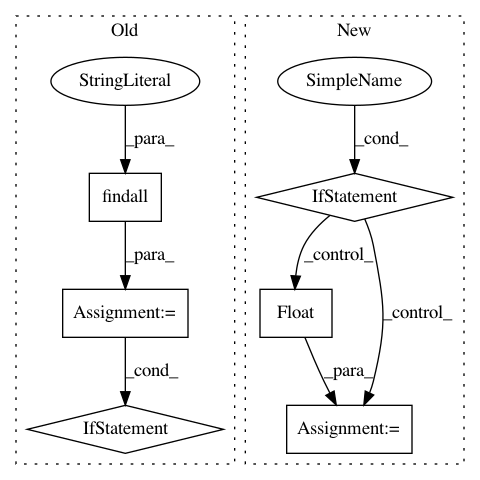 Old
StringLiteral
_para_
findall
_para_
Assignment:=
_cond_
IfStatement
New
SimpleName
_cond_
IfStatement
_control_
Float
_control_
_para_
Assignment:=